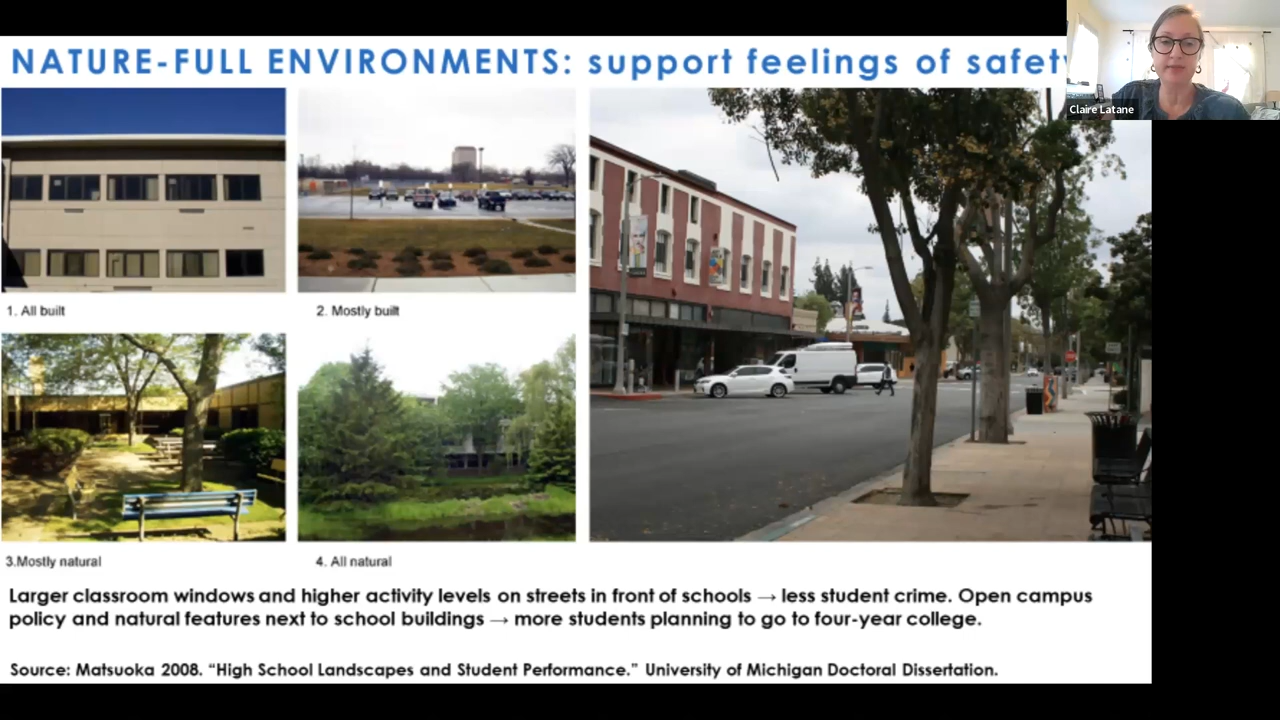 NATURE-FULL ENVIRONMENTS: support feelings of safety
Claire Latane
1. All built
2. Mostly built
3.Mostly natural
4. All natural
Larger classroom windows and higher activity levels on streets in front of schools → less student crime. Open campus
policy and natural features next to school buildings → more students planning to go to four-year college.
Source: Matsuoka 2008. “High School Landscapes and Student Performance.” University of Michigan Doctoral Dissertation.